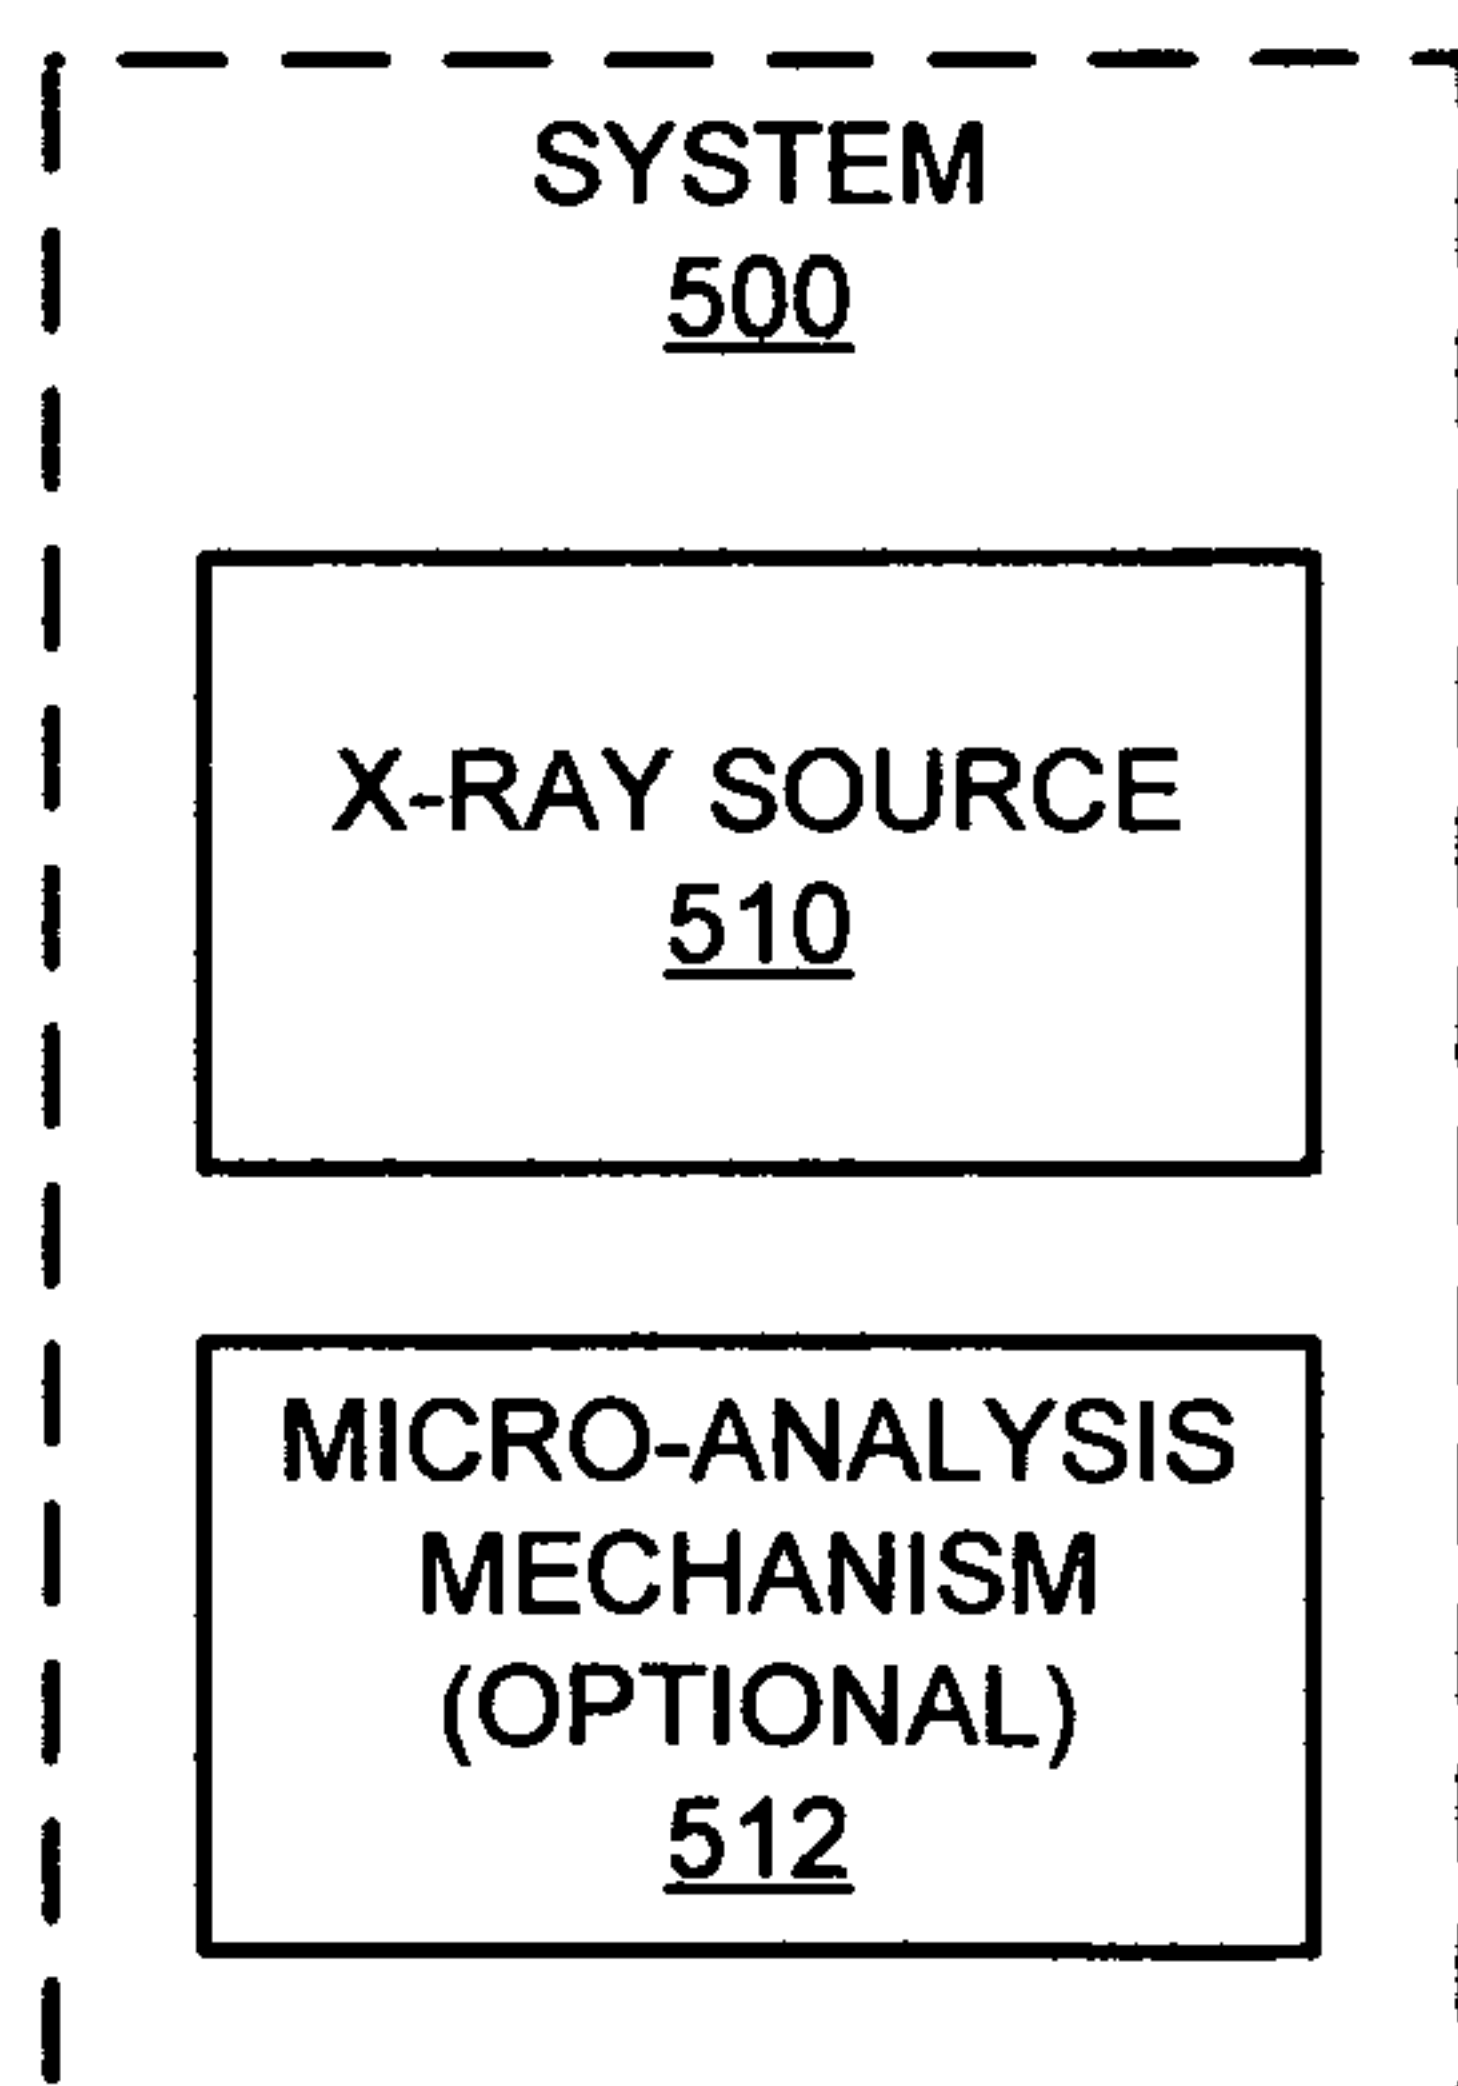 SYSTEM
500
X-RAY SOURCE
510
MICRO-ANALYSIS
MECHANISM
(OPTIONAL)
512